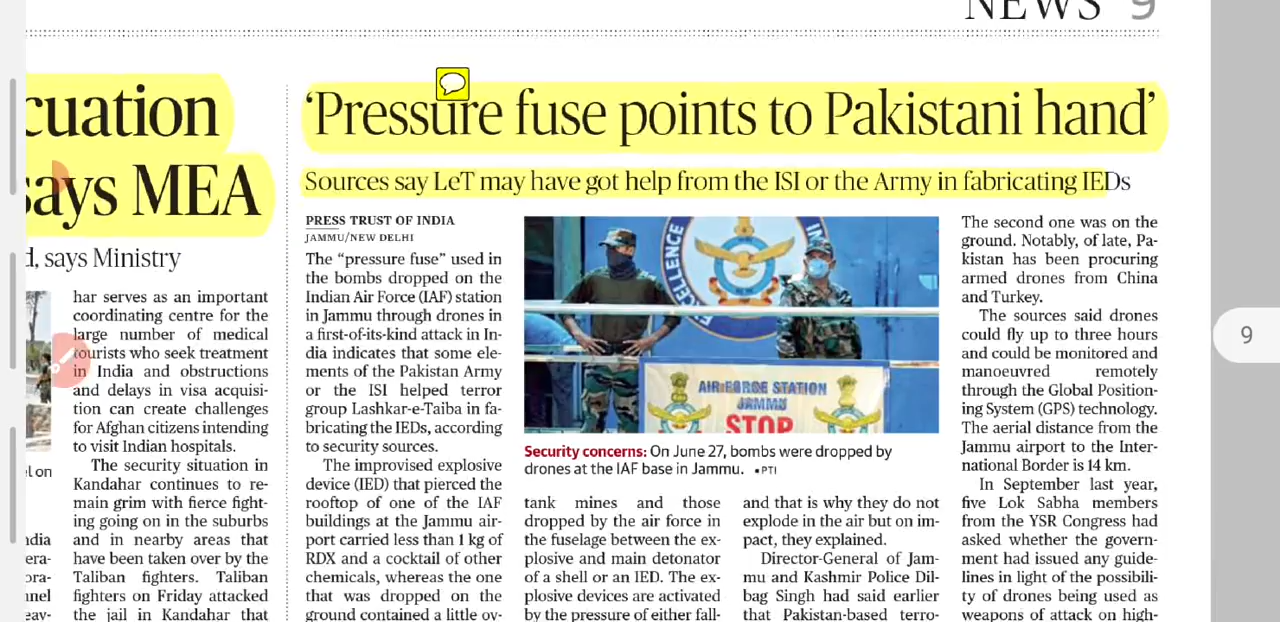 NEWS 9
cuation
says MEA
d, says Ministry
har serves as an important
coordinating centre for the
large number of medical
tourists who seek treatment
in India and obstructions
and delays in visa acquisi-
tion can create challenges
for Afghan citizens intending
to visit Indian hospitals.
The security situation in
Kandahar continues to re-
main grim with fierce fight-
ing going on in the suburbs
and in nearby areas that
have been taken over by the
Taliban fighters. Taliban
fighters on Friday attacked
the jail in Kandahar that
el on
ndia
era-
ora-
nnel
eav-
‘Pressure fuse points to Pakistani hand’
Sources say LeT may have got help from the ISI or the Army in fabricating IEDs
PRESS TRUST OF INDIA
JAMMU/NEW DELHI
The “pressure fuse” used in
the bombs dropped on the
Indian Air Force (IAF) station
in Jammu through drones in
a first-of-its-kind attack in In-
dia indicates that some ele-
ments of the Pakistan Army
or the ISI helped terror
group Lashkar-e-Taiba in fa-
bricating the IEDs, according
to security sources.
The improvised explosive
device (IED) that pierced the
rooftop of one of the IAF
buildings at the Jammu air-
port carried less than 1 kg of
RDX and a cocktail of other
chemicals, whereas the one
that was dropped on the
ground contained a little ov-
EXCELLENCE
AIR FORCE STATION
JAMMU
STOP
Security concerns: On June 27, bombs were dropped by
drones at the IAF base in Jammu. •PTI
tank mines and those
dropped by the air force in
the fuselage between the ex-
plosive and main detonator
of a shell or an IED. The ex-
plosive devices are activated
by the pressure of either fall-
and that is why they do not
explode in the air but on im-
pact, they explained.
Director-General of Jam-
mu and Kashmir Police Dil-
bag Singh had said earlier
that Pakistan-based terro-
The second one was on the
ground. Notably, of late, Pa-
kistan has been procuring
armed drones from China
and Turkey.
The sources said drones
could fly up to three hours
and could be monitored and
manoeuvred remotely
through the Global Position-
ing System (GPS) technology.
The aerial distance from the
Jammu airport to the Inter-
national Border is 14 km.
In September last year,
five Lok Sabha members
from the YSR Congress had
asked whether the govern-
ment had issued any guide-
lines in light of the possibili-
ty of drones being used as
weapons of attack on high-
9